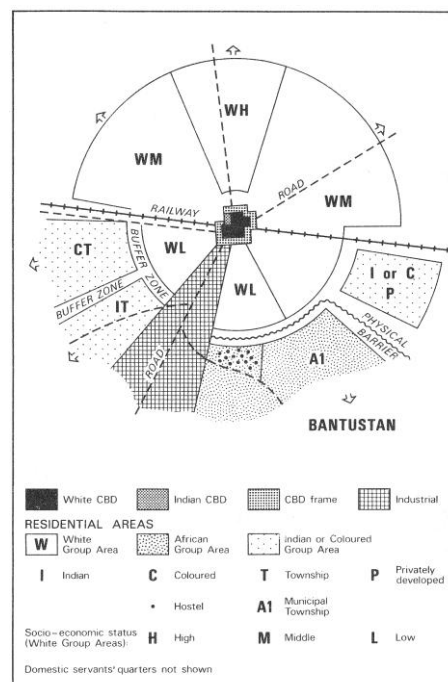 WH
WM
WM
ROAD
RAILWAY
CT
BUFFER ZONE
WL
BUFFER ZONE
IT
WL
I or C
P
PHYSICAL
BARRIER
ROAD
A1
BANTUSTAN
White CBD
Indian CBD
CBD frame
Industrial
RESIDENTIAL AREAS
W White Group Area
African Group Area
Indian or Coloured Group Area
I Indian
C Coloured
T Township
P Privately developed
Hostel
A1 Municipal Township
Socio-economic status (White Group Areas):
H High
M Middle
L Low
Domestic servants' quarters not shown